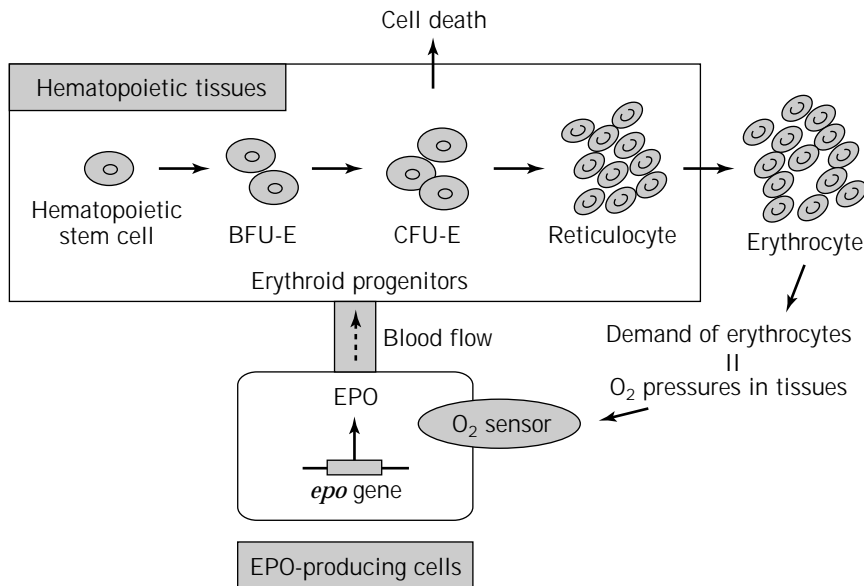 Cell death
Hematopoietic tissues
Hematopoietic
stem cell
BFU-E
CFU-E
Reticulocyte
Erythrocyte
Erythroid progenitors
Blood flow
Demand of erythrocytes
=
O₂ pressures in tissues
EPO
O₂ sensor
epo gene
EPO-producing cells